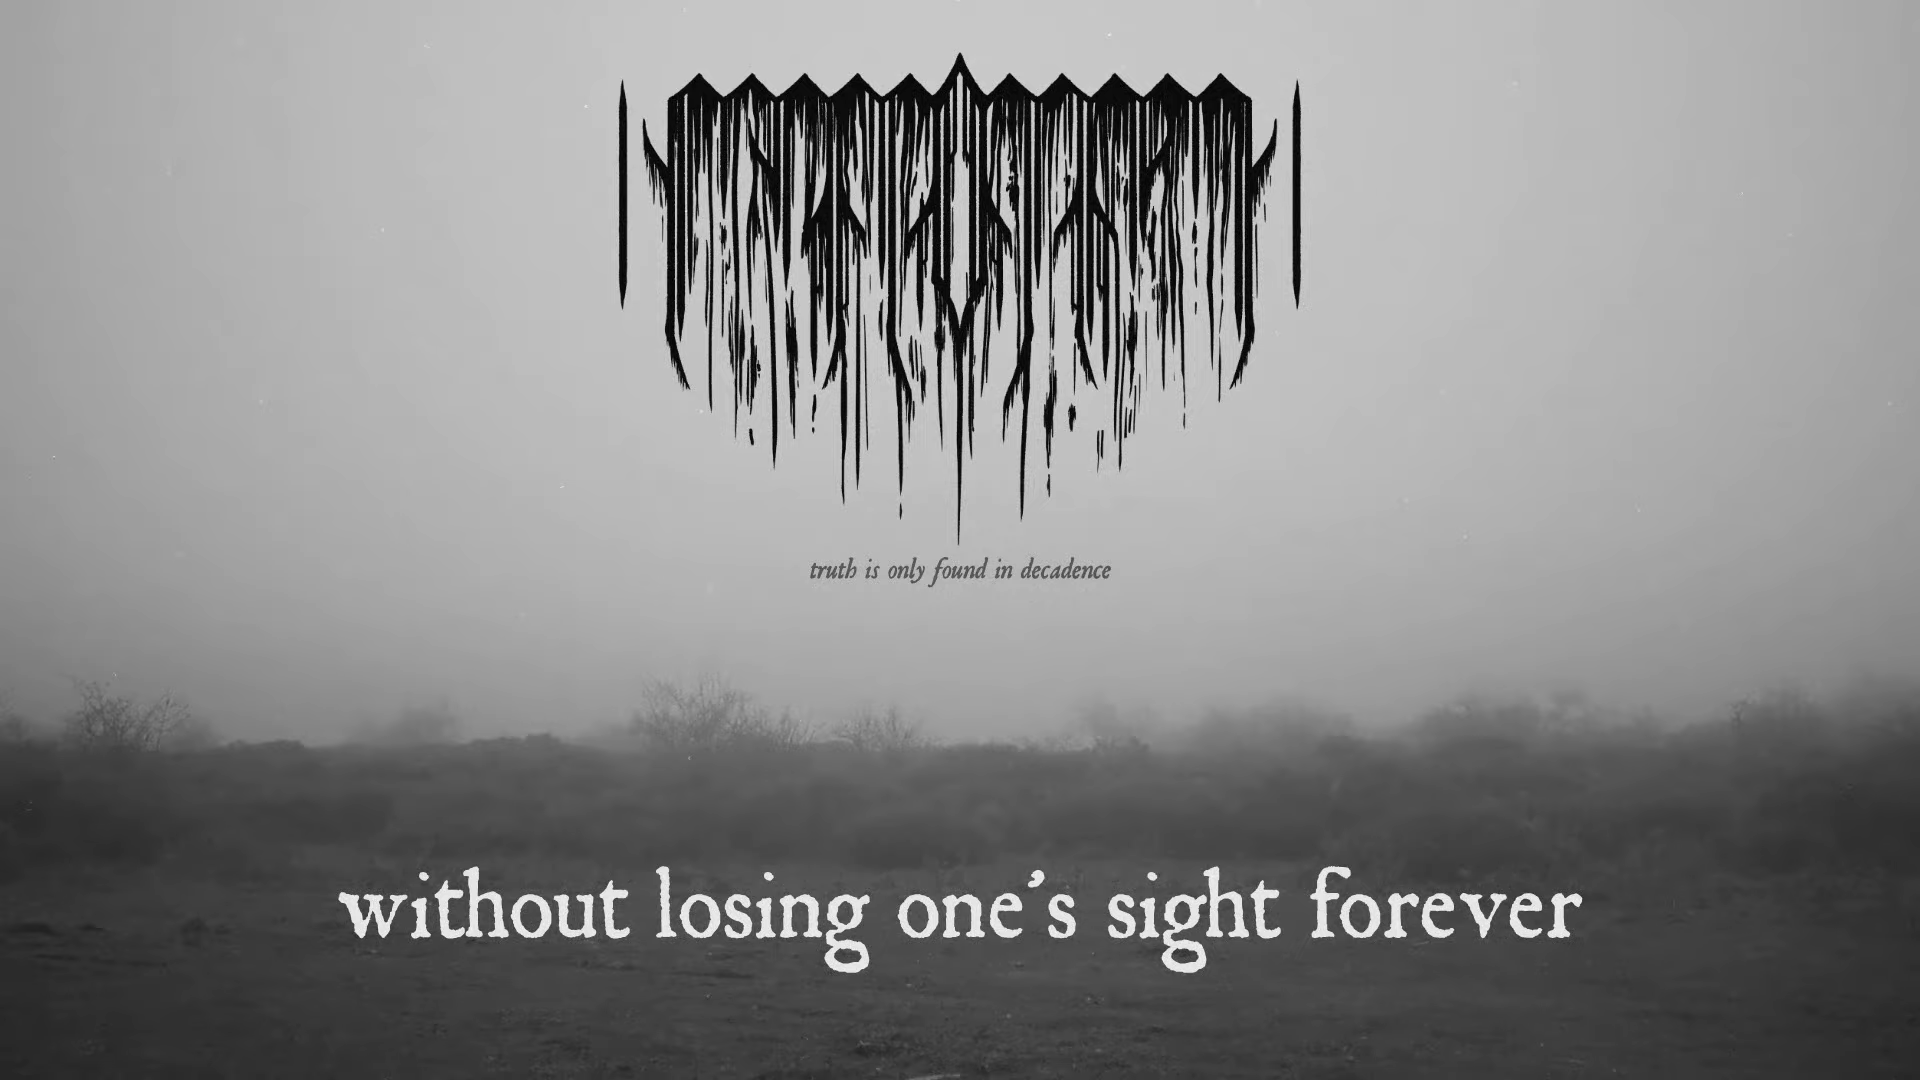 truth is only found in decadence
without losing one's sight forever